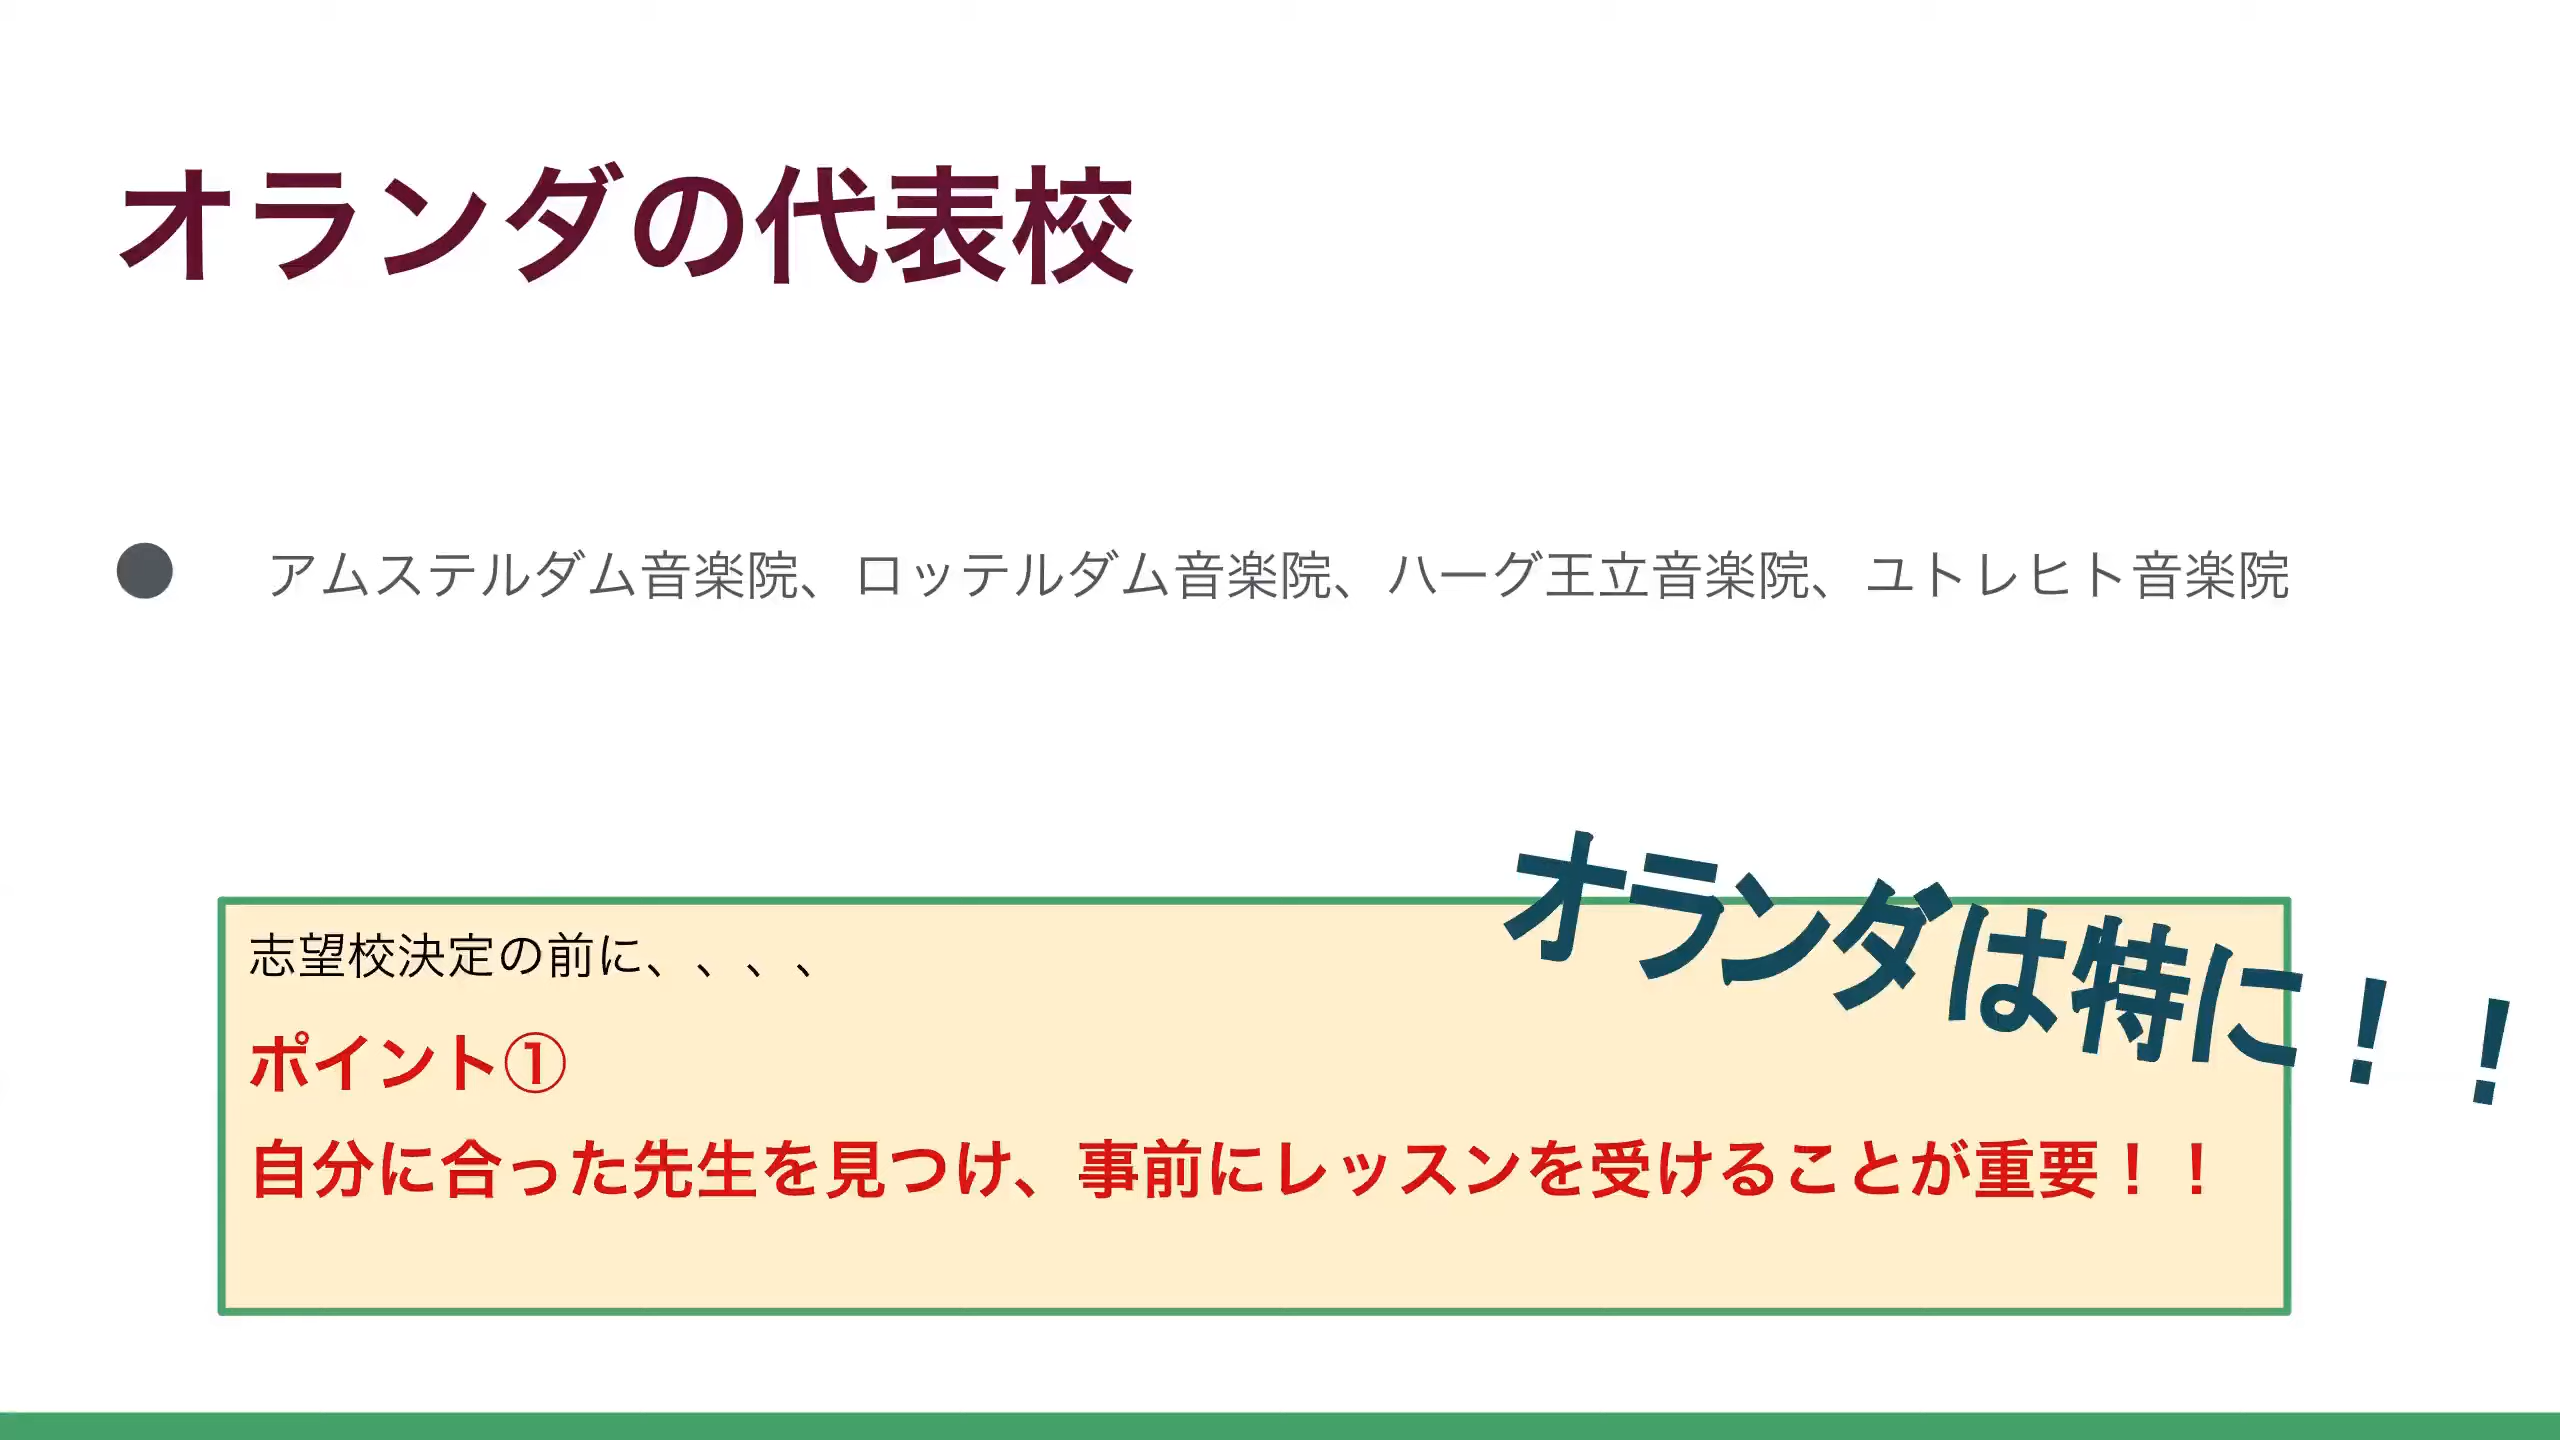 オランダの代表校
アムステルダム音楽院、ロッテルダム音楽院、ハーグ王立音楽院、ユトレヒト音楽院
オランダは特に！！
志望校決定の前に、、、、
ポイント①
自分に合った先生を見つけ、事前にレッスンを受けることが重要！！